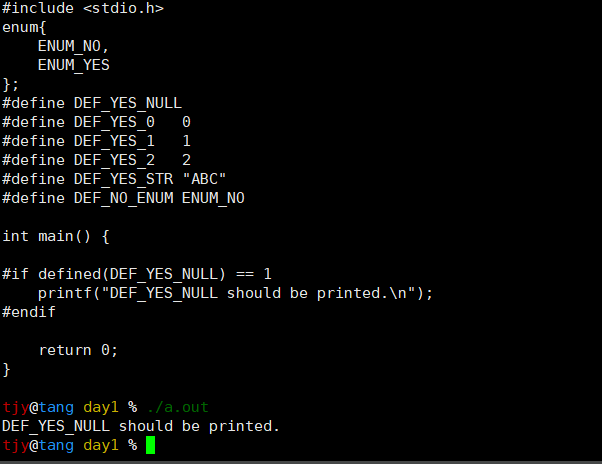 #include <stdio.h>
enum{
    ENUM_NO,
    ENUM_YES
};
#define DEF_YES_NULL
#define DEF_YES_0   0
#define DEF_YES_1   1
#define DEF_YES_2   2
#define DEF_YES_STR "ABC"
#define DEF_NO_ENUM ENUM_NO

int main() {

#if defined(DEF_YES_NULL) == 1
    printf("DEF_YES_NULL should be printed.\n");
#endif

    return 0;
}

tjy@tang day1 % ./a.out
DEF_YES_NULL should be printed.
tjy@tang day1 %